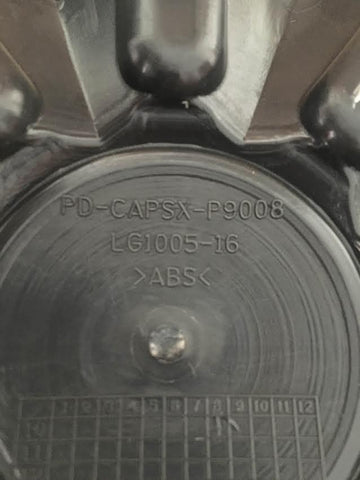 PD-CAPSX-P9008
LG1005-16
>ABS<
1 2 3 4 5 6 7 8 9 10 11 12